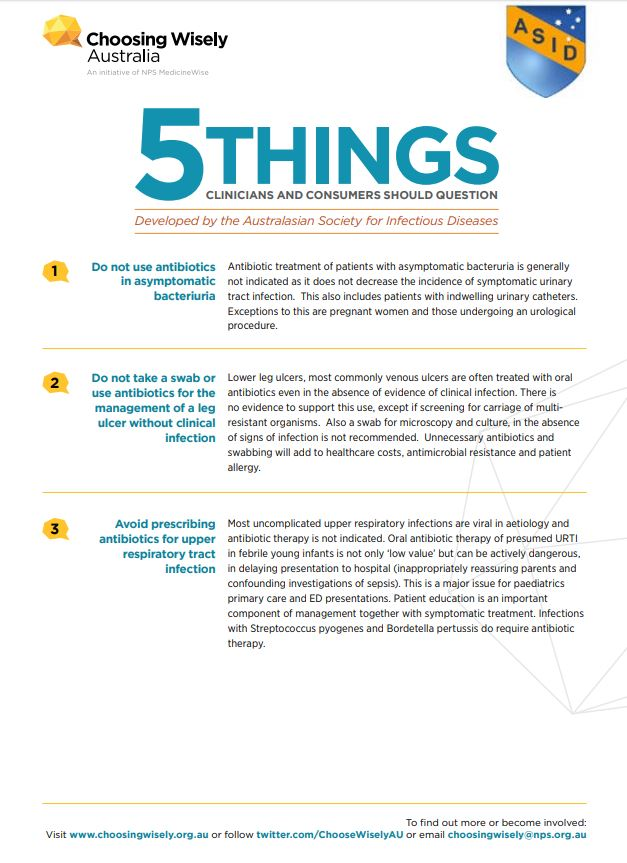 Choosing Wisely
Australia
An initiative of NPS MedicineWise
ASID
5 THINGS
CLINICIANS AND CONSUMERS SHOULD QUESTION
Developed by the Australasian Society for Infectious Diseases
1
Do not use antibiotics
in asymptomatic
bacteriuria
Antibiotic treatment of patients with asymptomatic bacteruria is generally
not indicated as it does not decrease the incidence of symptomatic urinary
tract infection.  This also includes patients with indwelling urinary catheters.
Exceptions to this are pregnant women and those undergoing an urological
procedure.
2
Do not take a swab or
use antibiotics for the
management of a leg
ulcer without clinical
infection
Lower leg ulcers, most commonly venous ulcers are often treated with oral
antibiotics even in the absence of evidence of clinical infection. There is
no evidence to support this use, except if screening for carriage of multi-
resistant organisms.  Also a swab for microscopy and culture, in the absence
of signs of infection is not recommended.  Unnecessary antibiotics and
swabbing will add to healthcare costs, antimicrobial resistance and patient
allergy.
3
Avoid prescribing
antibiotics for upper
respiratory tract
infection
Most uncomplicated upper respiratory infections are viral in aetiology and
antibiotic therapy is not indicated. Oral antibiotic therapy of presumed URTI
in febrile young infants is not only ‘low value’ but can be actively dangerous,
in delaying presentation to hospital (inappropriately reassuring parents and
confounding investigations of sepsis). This is a major issue for paediatrics
primary care and ED presentations. Patient education is an important
component of management together with symptomatic treatment. Infections
with Streptococcus pyogenes and Bordetella pertussis do require antibiotic
therapy.
To find out more or become involved:
Visit www.choosingwisely.org.au or follow twitter.com/ChooseWiselyAU or email choosingwisely@nps.org.au